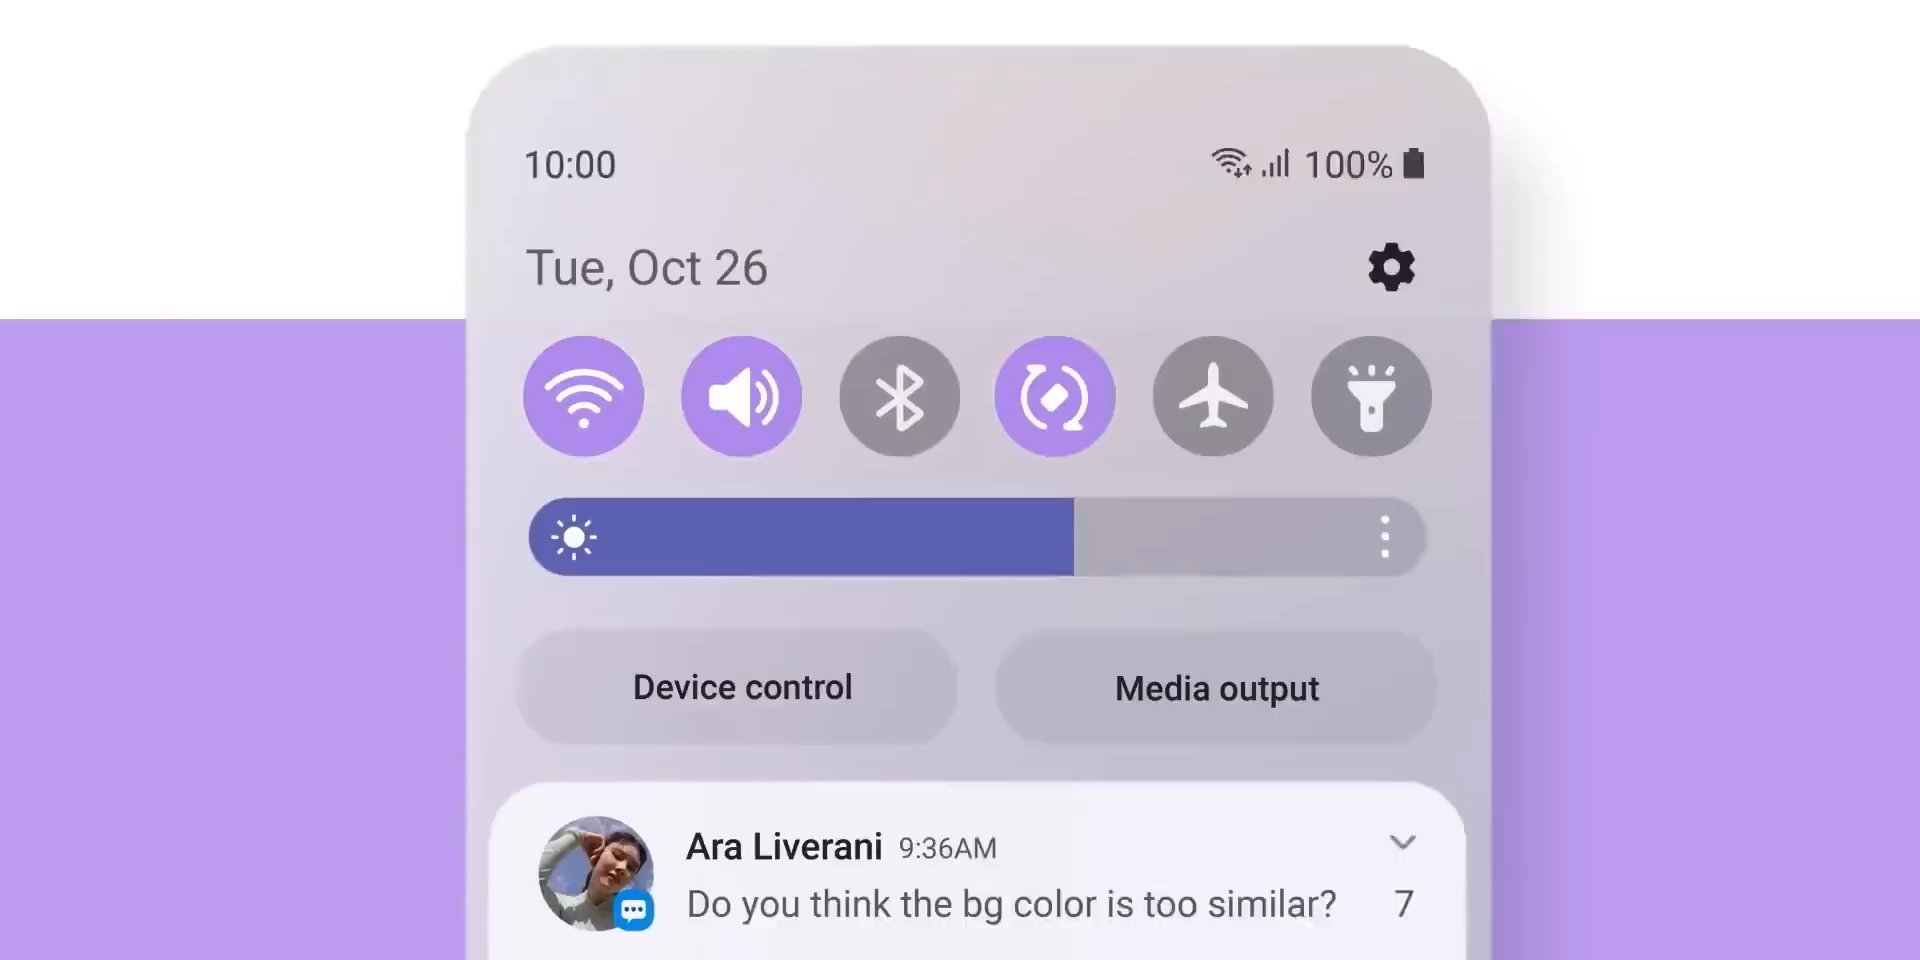 10:00 100%
Tue, Oct 26
Device control Media output
Ara Liverani 9:36AM
Do you think the bg color is too similar? 7